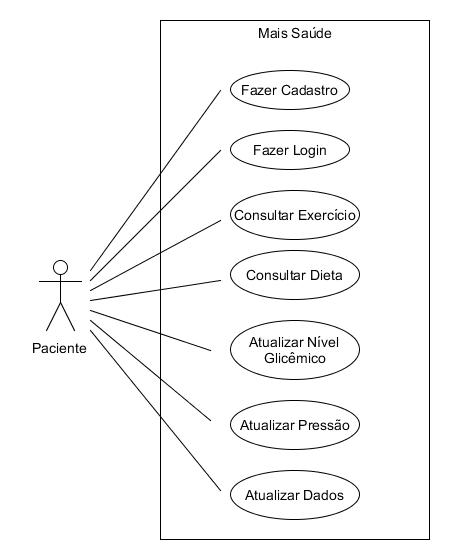 Mais Saúde
Fazer Cadastro
Fazer Login
Consultar Exercício
Consultar Dieta
Paciente
Atualizar Nível
Glicêmico
Atualizar Pressão
Atualizar Dados